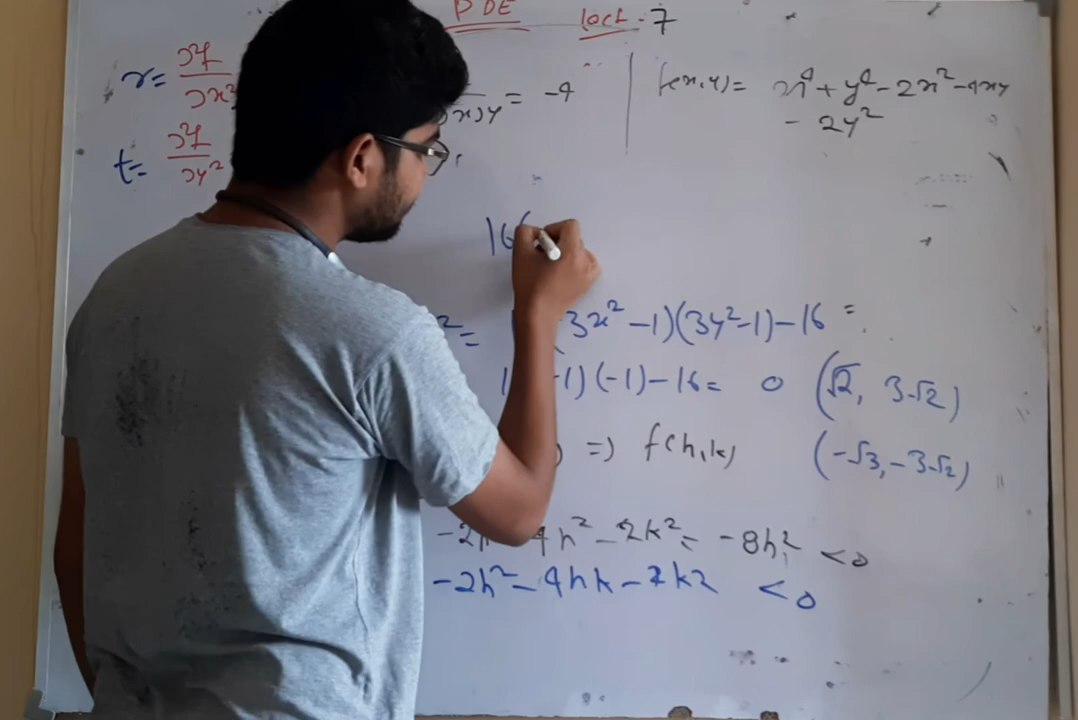 PDE Lect-7
r = ∂²f/∂x²
∂x∂y = -4
f(x,y) = x⁴ + y⁴ - 2x² - 4xy
- 2y²
t = ∂²f/∂y²
16(
² = 3x² - 1)(3y² - 1) - 16 =
-1)(-1) - 16 = 0 (√2, 3√2)
=) f(h,k) (-√3, -3√2)
4h² - 2k² = -8h² <0
-2h² - 4hk - 2k2 <0